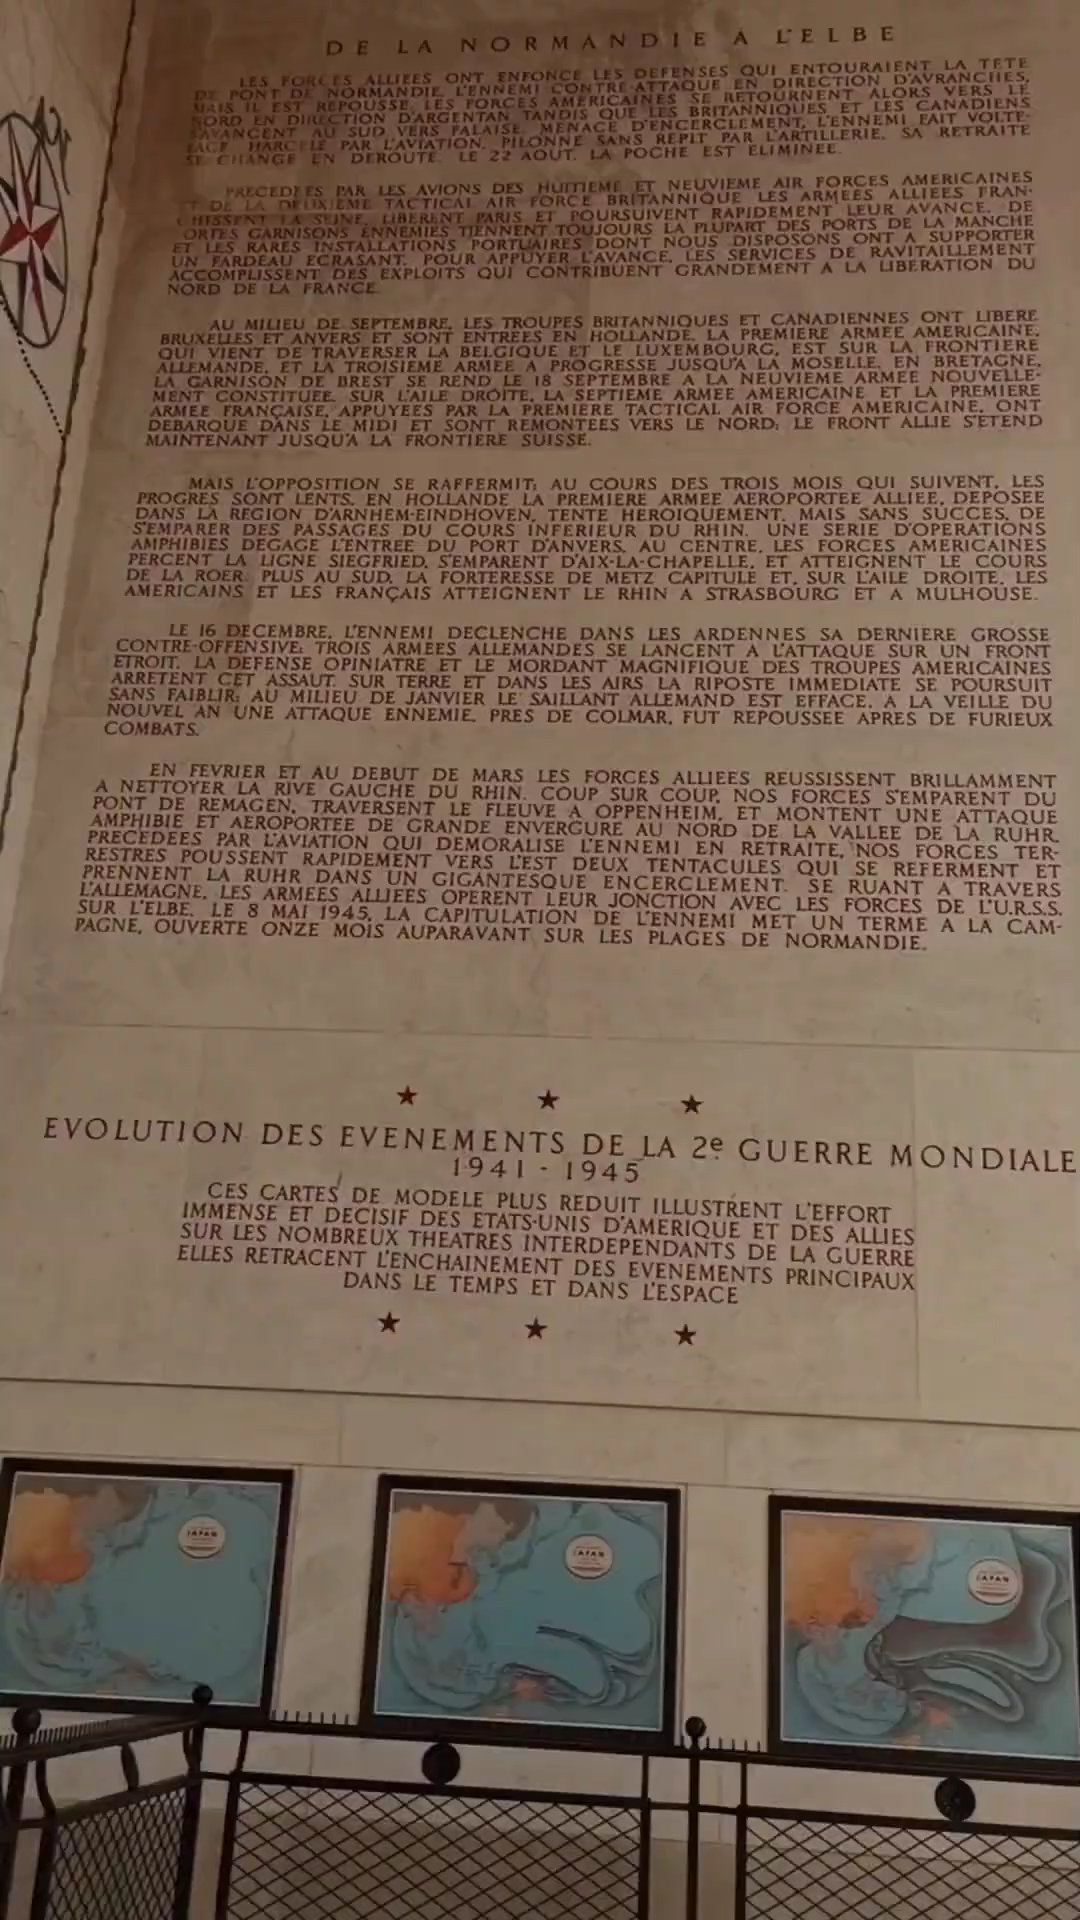 DE LA NORMANDIE A L'ELBE
LES FORCES ALLIEES ONT ENFONCE LES DEFENSES QUI ENTOURAIENT LA TETE
DE PONT DE NORMANDIE. L'ENNEMI CONTRE-ATTAQUE EN DIRECTION D'AVRANCHES,
MAIS IL EST REPOUSSE. LES FORCES AMERICAINES SE RETOURNENT ALORS VERS LE
NORD EN DIRECTION D'ARGENTAN TANDIS QUE LES BRITANNIQUES ET LES CANADIENS
S'AVANCENT AU SUD VERS FALAISE. MENACE D'ENCERCLEMENT, L'ENNEMI FAIT VOLTE-
FACE. HARCELE PAR L'AVIATION, PILONNE SANS REPIT PAR L'ARTILLERIE, SA RETRAITE
SE CHANGE EN DEROUTE. LE 22 AOUT, LA POCHE EST ELIMINEE.
PRECEDEES PAR LES AVIONS DES HUITIEME ET NEUVIEME AIR FORCES AMERICAINES
ET DE LA DEUXIEME TACTICAL AIR FORCE BRITANNIQUE LES ARMEES ALLIEES FRAN-
CHISSENT LA SEINE, LIBERENT PARIS ET POURSUIVENT RAPIDEMENT LEUR AVANCE. DE
FORTES GARNISONS ENNEMIES TIENNENT TOUJOURS LA PLUPART DES PORTS DE LA MANCHE
ET LES RARES INSTALLATIONS PORTUAIRES DONT NOUS DISPOSONS ONT A SUPPORTER
UN FARDEAU ECRASANT. POUR APPUYER L'AVANCE, LES SERVICES DE RAVITAILLEMENT
ACCOMPLISSENT DES EXPLOITS QUI CONTRIBUENT GRANDEMENT A LA LIBERATION DU
NORD DE LA FRANCE.
AU MILIEU DE SEPTEMBRE, LES TROUPES BRITANNIQUES ET CANADIENNES ONT LIBERE
BRUXELLES ET ANVERS ET SONT ENTREES EN HOLLANDE. LA PREMIERE ARMEE AMERICAINE,
QUI VIENT DE TRAVERSER LA BELGIQUE ET LE LUXEMBOURG, EST SUR LA FRONTIERE
ALLEMANDE, ET LA TROISIEME ARMEE A PROGRESSE JUSQU'A LA MOSELLE. EN BRETAGNE,
LA GARNISON DE BREST SE REND LE 18 SEPTEMBRE A LA NEUVIEME ARMEE NOUVELLE-
MENT CONSTITUEE. SUR L'AILE DROITE, LA SEPTIEME ARMEE AMERICAINE ET LA PREMIERE
ARMEE FRANÇAISE, APPUYEES PAR LA PREMIERE TACTICAL AIR FORCE AMERICAINE, ONT
DEBARQUE DANS LE MIDI ET SONT REMONTEES VERS LE NORD; LE FRONT ALLIE S'ETEND
MAINTENANT JUSQU'A LA FRONTIERE SUISSE.
MAIS L'OPPOSITION SE RAFFERMIT; AU COURS DES TROIS MOIS QUI SUIVENT, LES
PROGRES SONT LENTS. EN HOLLANDE LA PREMIERE ARMEE AEROPORTEE ALLIEE, DEPOSEE
DANS LA REGION D'ARNHEM-EINDHOVEN, TENTE HEROIQUEMENT, MAIS SANS SUCCES, DE
S'EMPARER DES PASSAGES DU COURS INFERIEUR DU RHIN. UNE SERIE D'OPERATIONS
AMPHIBIES DEGAGE L'ENTREE DU PORT D'ANVERS. AU CENTRE, LES FORCES AMERICAINES
PERCENT LA LIGNE SIEGFRIED, S'EMPARENT D'AIX-LA-CHAPELLE, ET ATTEIGNENT LE COURS
DE LA ROER. PLUS AU SUD, LA FORTERESSE DE METZ CAPITULE ET, SUR L'AILE DROITE, LES
AMERICAINS ET LES FRANÇAIS ATTEIGNENT LE RHIN A STRASBOURG ET A MULHOUSE.
LE 16 DECEMBRE, L'ENNEMI DECLENCHE DANS LES ARDENNES SA DERNIERE GROSSE
CONTRE-OFFENSIVE; TROIS ARMEES ALLEMANDES SE LANCENT A L'ATTAQUE SUR UN FRONT
ETROIT. LA DEFENSE OPINIATRE ET LE MORDANT MAGNIFIQUE DES TROUPES AMERICAINES
ARRETENT CET ASSAUT. SUR TERRE ET DANS LES AIRS LA RIPOSTE IMMEDIATE SE POURSUIT
SANS FAIBLIR; AU MILIEU DE JANVIER LE SAILLANT ALLEMAND EST EFFACE. A LA VEILLE DU
NOUVEL AN UNE ATTAQUE ENNEMIE, PRES DE COLMAR, FUT REPOUSSEE APRES DE FURIEUX
COMBATS.
EN FEVRIER ET AU DEBUT DE MARS LES FORCES ALLIEES REUSSISSENT BRILLAMMENT
A NETTOYER LA RIVE GAUCHE DU RHIN. COUP SUR COUP, NOS FORCES S'EMPARENT DU
PONT DE REMAGEN, TRAVERSENT LE FLEUVE A OPPENHEIM, ET MONTENT UNE ATTAQUE
AMPHIBIE ET AEROPORTEE DE GRANDE ENVERGURE AU NORD DE LA VALLEE DE LA RUHR.
PRECEDEES PAR L'AVIATION QUI DEMORALISE L'ENNEMI EN RETRAITE, NOS FORCES TER-
RESTRES POUSSENT RAPIDEMENT VERS L'EST DEUX TENTACULES QUI SE REFERMENT ET
PRENNENT LA RUHR DANS UN GIGANTESQUE ENCERCLEMENT. SE RUANT A TRAVERS
L'ALLEMAGNE, LES ARMEES ALLIEES OPERENT LEUR JONCTION AVEC LES FORCES DE L'U.R.S.S.
SUR L'ELBE. LE 8 MAI 1945, LA CAPITULATION DE L'ENNEMI MET UN TERME A LA CAM-
PAGNE, OUVERTE ONZE MOIS AUPARAVANT SUR LES PLAGES DE NORMANDIE.
EVOLUTION DES EVENEMENTS DE LA 2e GUERRE MONDIALE
1941 - 1945
CES CARTES DE MODELE PLUS REDUIT ILLUSTRENT L'EFFORT
IMMENSE ET DECISIF DES ETATS-UNIS D'AMERIQUE ET DES ALLIES
SUR LES NOMBREUX THEATRES INTERDEPENDANTS DE LA GUERRE
ELLES RETRACENT L'ENCHAINEMENT DES EVENEMENTS PRINCIPAUX
DANS LE TEMPS ET DANS L'ESPACE
JAPAN
JAPAN
JAPAN